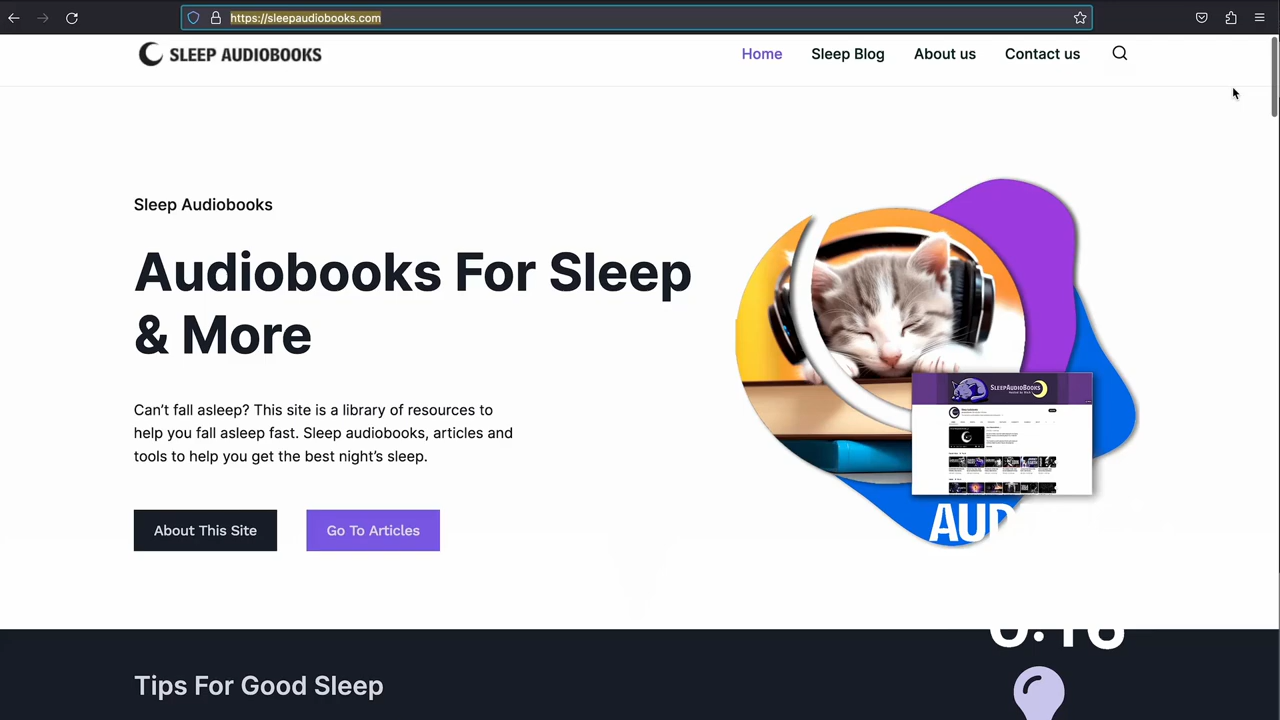 https://sleepaudiobooks.com
SLEEP AUDIOBOOKS
Home
Sleep Blog
About us
Contact us
Sleep Audiobooks
Audiobooks For Sleep
& More
Can't fall asleep? This site is a library of resources to
help you fall asleep fast. Sleep audiobooks, articles and
tools to help you get the best night's sleep.
About This Site
Go To Articles
SLEEPAUDIOBOOKS
Tips For Good Sleep